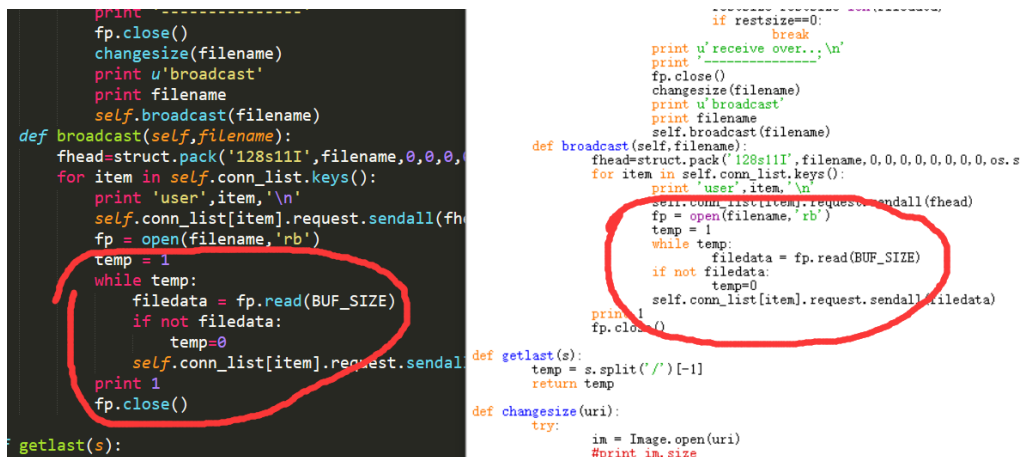 print '---------------'
fp.close()
changesize(filename)
print u'broadcast'
print filename
self.broadcast(filename)
def broadcast(self,filename):
fhead=struct.pack('128s11I',filename,0,0,0,
for item in self.conn_list.keys():
print 'user',item,'\n'
self.conn_list[item].request.sendall(fh
fp = open(filename,'rb')
temp = 1
while temp:
filedata = fp.read(BUF_SIZE)
if not filedata:
temp=0
self.conn_list[item].request.sendal
print 1
fp.close()
getlast(s):
if restsize==0:
break
print u'receive over...\n'
print '---------------'
fp.close()
changesize(filename)
print u'broadcast'
print filename
self.broadcast(filename)
def broadcast(self,filename):
fhead=struct.pack('128s11I',filename,0,0,0,0,0,0,0,0,os.s
for item in self.conn_list.keys():
print 'user',item,'\n'
self.conn_list[item].request.sendall(fhead)
fp = open(filename,'rb')
temp = 1
while temp:
filedata = fp.read(BUF_SIZE)
if not filedata:
temp=0
self.conn_list[item].request.sendall(filedata)
print 1
fp.close()
def getlast(s):
temp = s.split('/')[-1]
return temp
def changesize(uri):
try:
im = Image.open(uri)
#print im.size